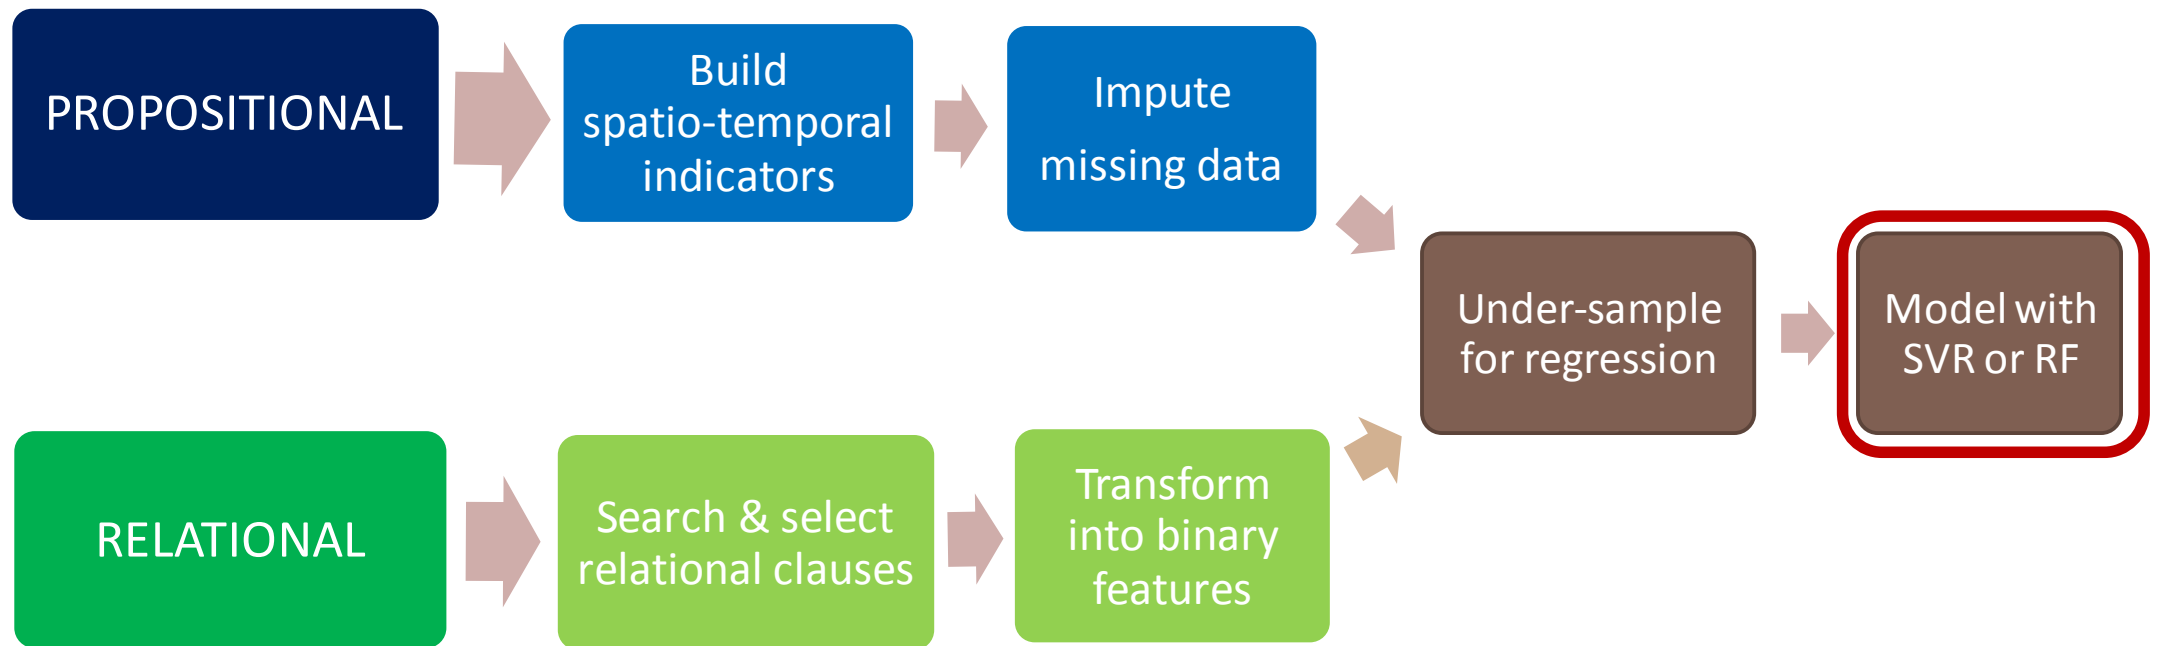 PROPOSITIONAL
Build
spatio-temporal
indicators
Impute
missing data
Under-sample
for regression
Model with
SVR or RF
RELATIONAL
Search & select
relational clauses
Transform
into binary
features